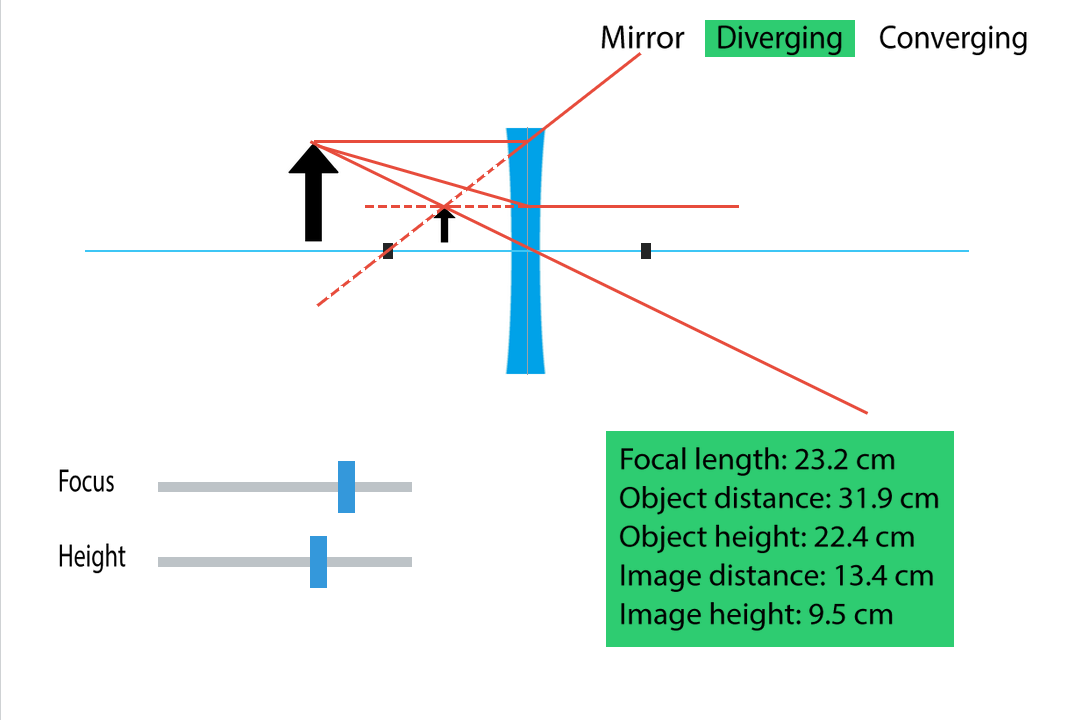 Mirror Diverging Converging
Focus
Height
Focal length: 23.2 cm
Object distance: 31.9 cm
Object height: 22.4 cm
Image distance: 13.4 cm
Image height: 9.5 cm